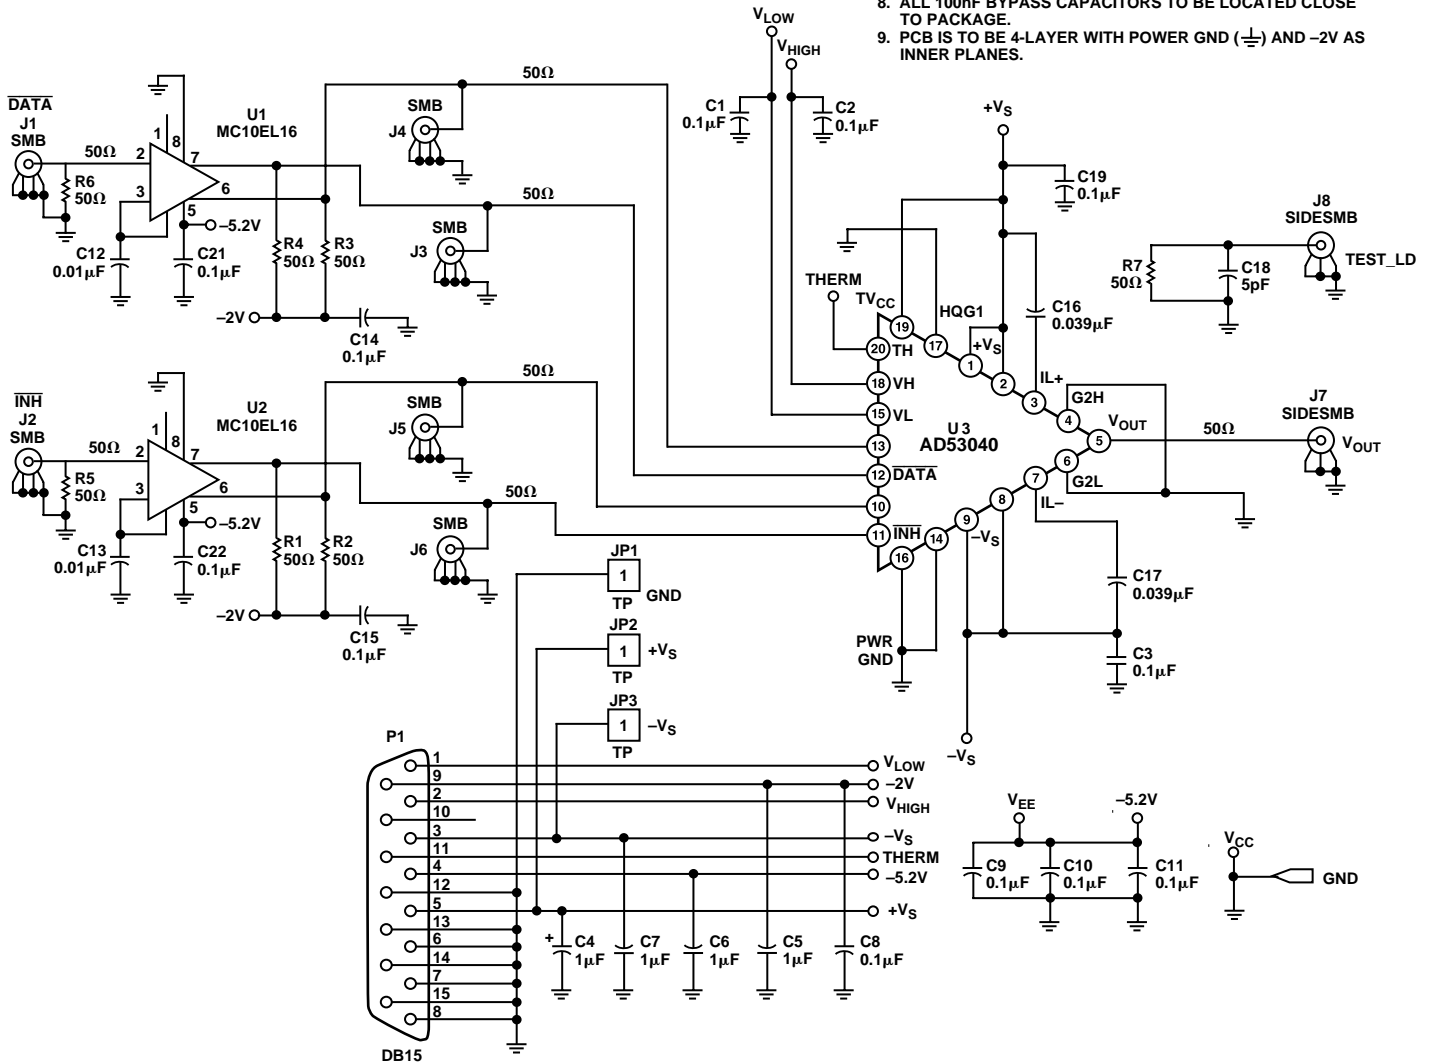 8. ALL 100nF BYPASS CAPACITORS TO BE LOCATED CLOSE
TO PACKAGE.
9. PCB IS TO BE 4-LAYER WITH POWER GND ( ) AND –2V AS
INNER PLANES.
VLOW
VHIGH
C1
0.1µF
C2
0.1µF
DATA
J1
SMB
50Ω
R6
50Ω
1
8
2
3
7
6
5
U1
MC10EL16
–5.2V
C12
0.01µF
C21
0.1µF
R4
50Ω
R3
50Ω
–2V
C14
0.1µF
50Ω
SMB
J4
50Ω
SMB
J3
INH
J2
SMB
50Ω
R5
50Ω
1
8
2
3
7
6
5
U2
MC10EL16
–5.2V
C13
0.01µF
C22
0.1µF
R1
50Ω
R2
50Ω
–2V
C15
0.1µF
50Ω
SMB
J5
50Ω
SMB
J6
+VS
C19
0.1µF
THERM
TVCC
HQG1
+VS
C16
0.039µF
IL+
G2H
VOUT
G2L
IL–
–VS
19
17
1
2
3
4
5
6
7
8
9
14
16
20
TH
18
VH
15
VL
13
12
DATA
10
11
INH
U3
AD53040
50Ω
J7
SIDESMB
VOUT
J8
SIDESMB
TEST_LD
R7
50Ω
C18
5pF
C17
0.039µF
C3
0.1µF
PWR
GND
–VS
JP1
1
TP
GND
JP2
1
TP
+VS
JP3
1
TP
–VS
P1
1
9
2
10
3
11
4
12
5
13
6
14
7
15
8
DB15
VLOW
–2V
VHIGH
–VS
THERM
–5.2V
+VS
+
C4
1µF
C7
1µF
C6
1µF
C5
1µF
C8
0.1µF
VEE
–5.2V
C9
0.1µF
C10
0.1µF
C11
0.1µF
VCC
GND